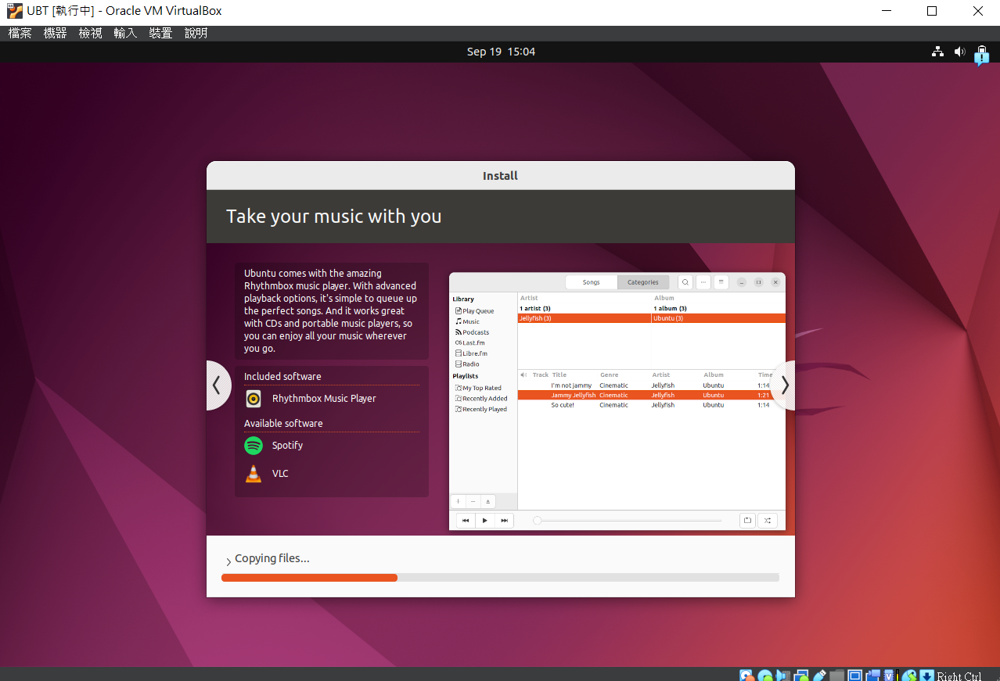 UBT [執行中] - Oracle VM VirtualBox
檔案 機器 檢視 輸入 裝置 說明
Sep 19 15:04
Install
Take your music with you
Ubuntu comes with the amazing
Rhythmbox music player. With advanced
playback options, it's simple to queue up
the perfect songs. And it works great
with CDs and portable music players, so
you can enjoy all your music wherever
you go.
Included software
Rhythmbox Music Player
Available software
Spotify
VLC
Songs Categories
Library
Play Queue
Music
Podcasts
Last.fm
Libre.fm
Radio
Playlists
My Top Rated
Recently Added
Recently Played
Artist Album
1 artist (3) 1 album (3)
Jellyfish (3) Ubuntu (3)
Track Title Genre Artist Album Time
I'm not jammy Cinematic Jellyfish Ubuntu 1:14
Jammy Jellyfish Cinematic Jellyfish Ubuntu 1:21
So cute! Cinematic Jellyfish Ubuntu 1:14
Copying files...
Right Ctrl